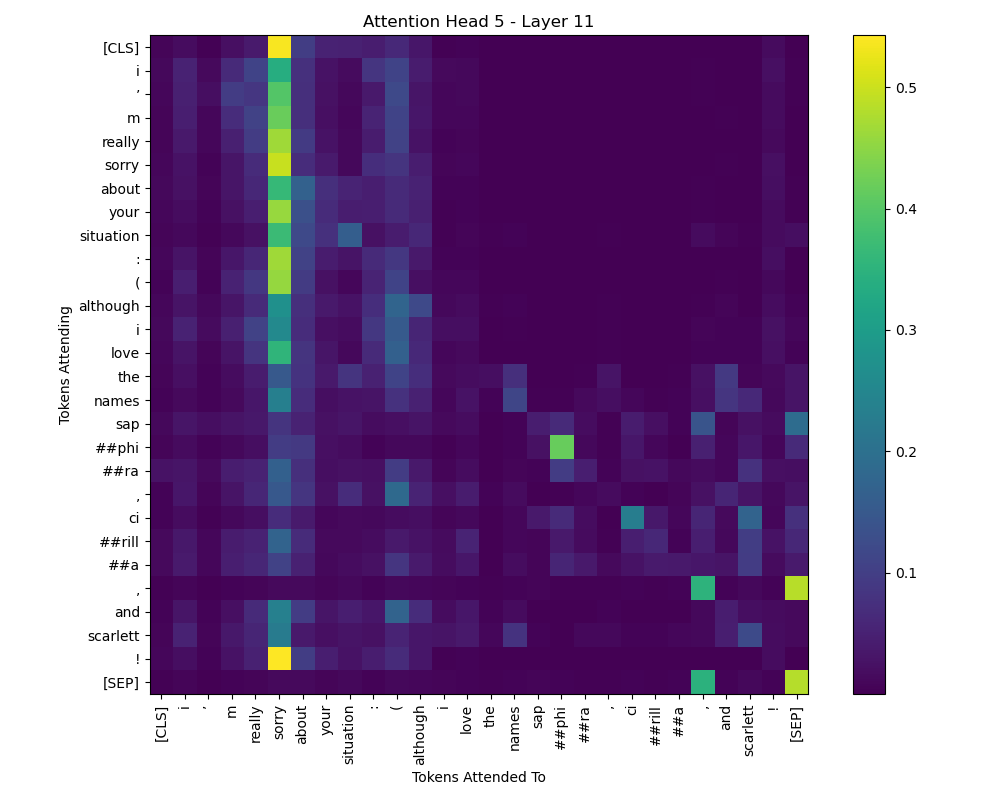 Attention Head 5 - Layer 11
Tokens Attending
[CLS]
i
’
m
really
sorry
about
your
situation
:
(
although
i
love
the
names
sap
##phi
##ra
,
ci
##rill
##a
,
and
scarlett
!
[SEP]
[CLS]
i
’
m
really
sorry
about
your
situation
:
(
although
i
love
the
names
sap
##phi
##ra
,
ci
##rill
##a
,
and
scarlett
!
[SEP]
Tokens Attended To
0.5
0.4
0.3
0.2
0.1